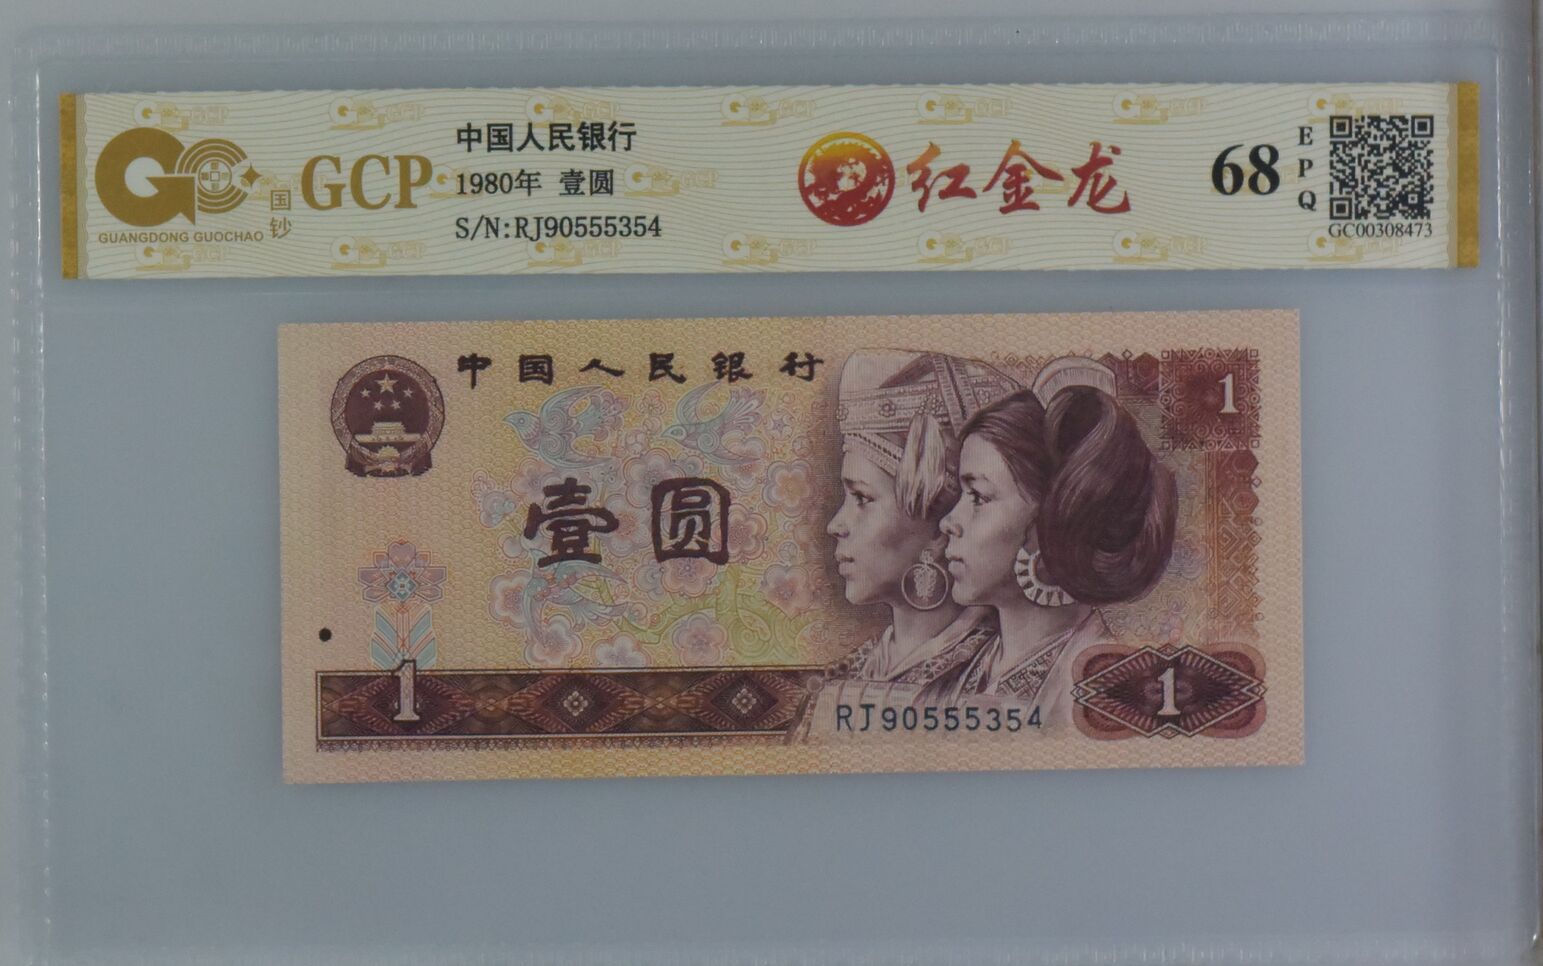 GCP
国钞
GUANGDONG GUOCHAO
中国人民银行
1980年 壹圆
S/N:RJ90555354
红金龙
68
EPQ
GC00308473
中国人民银行
1
壹圆
1
RJ90555354
1